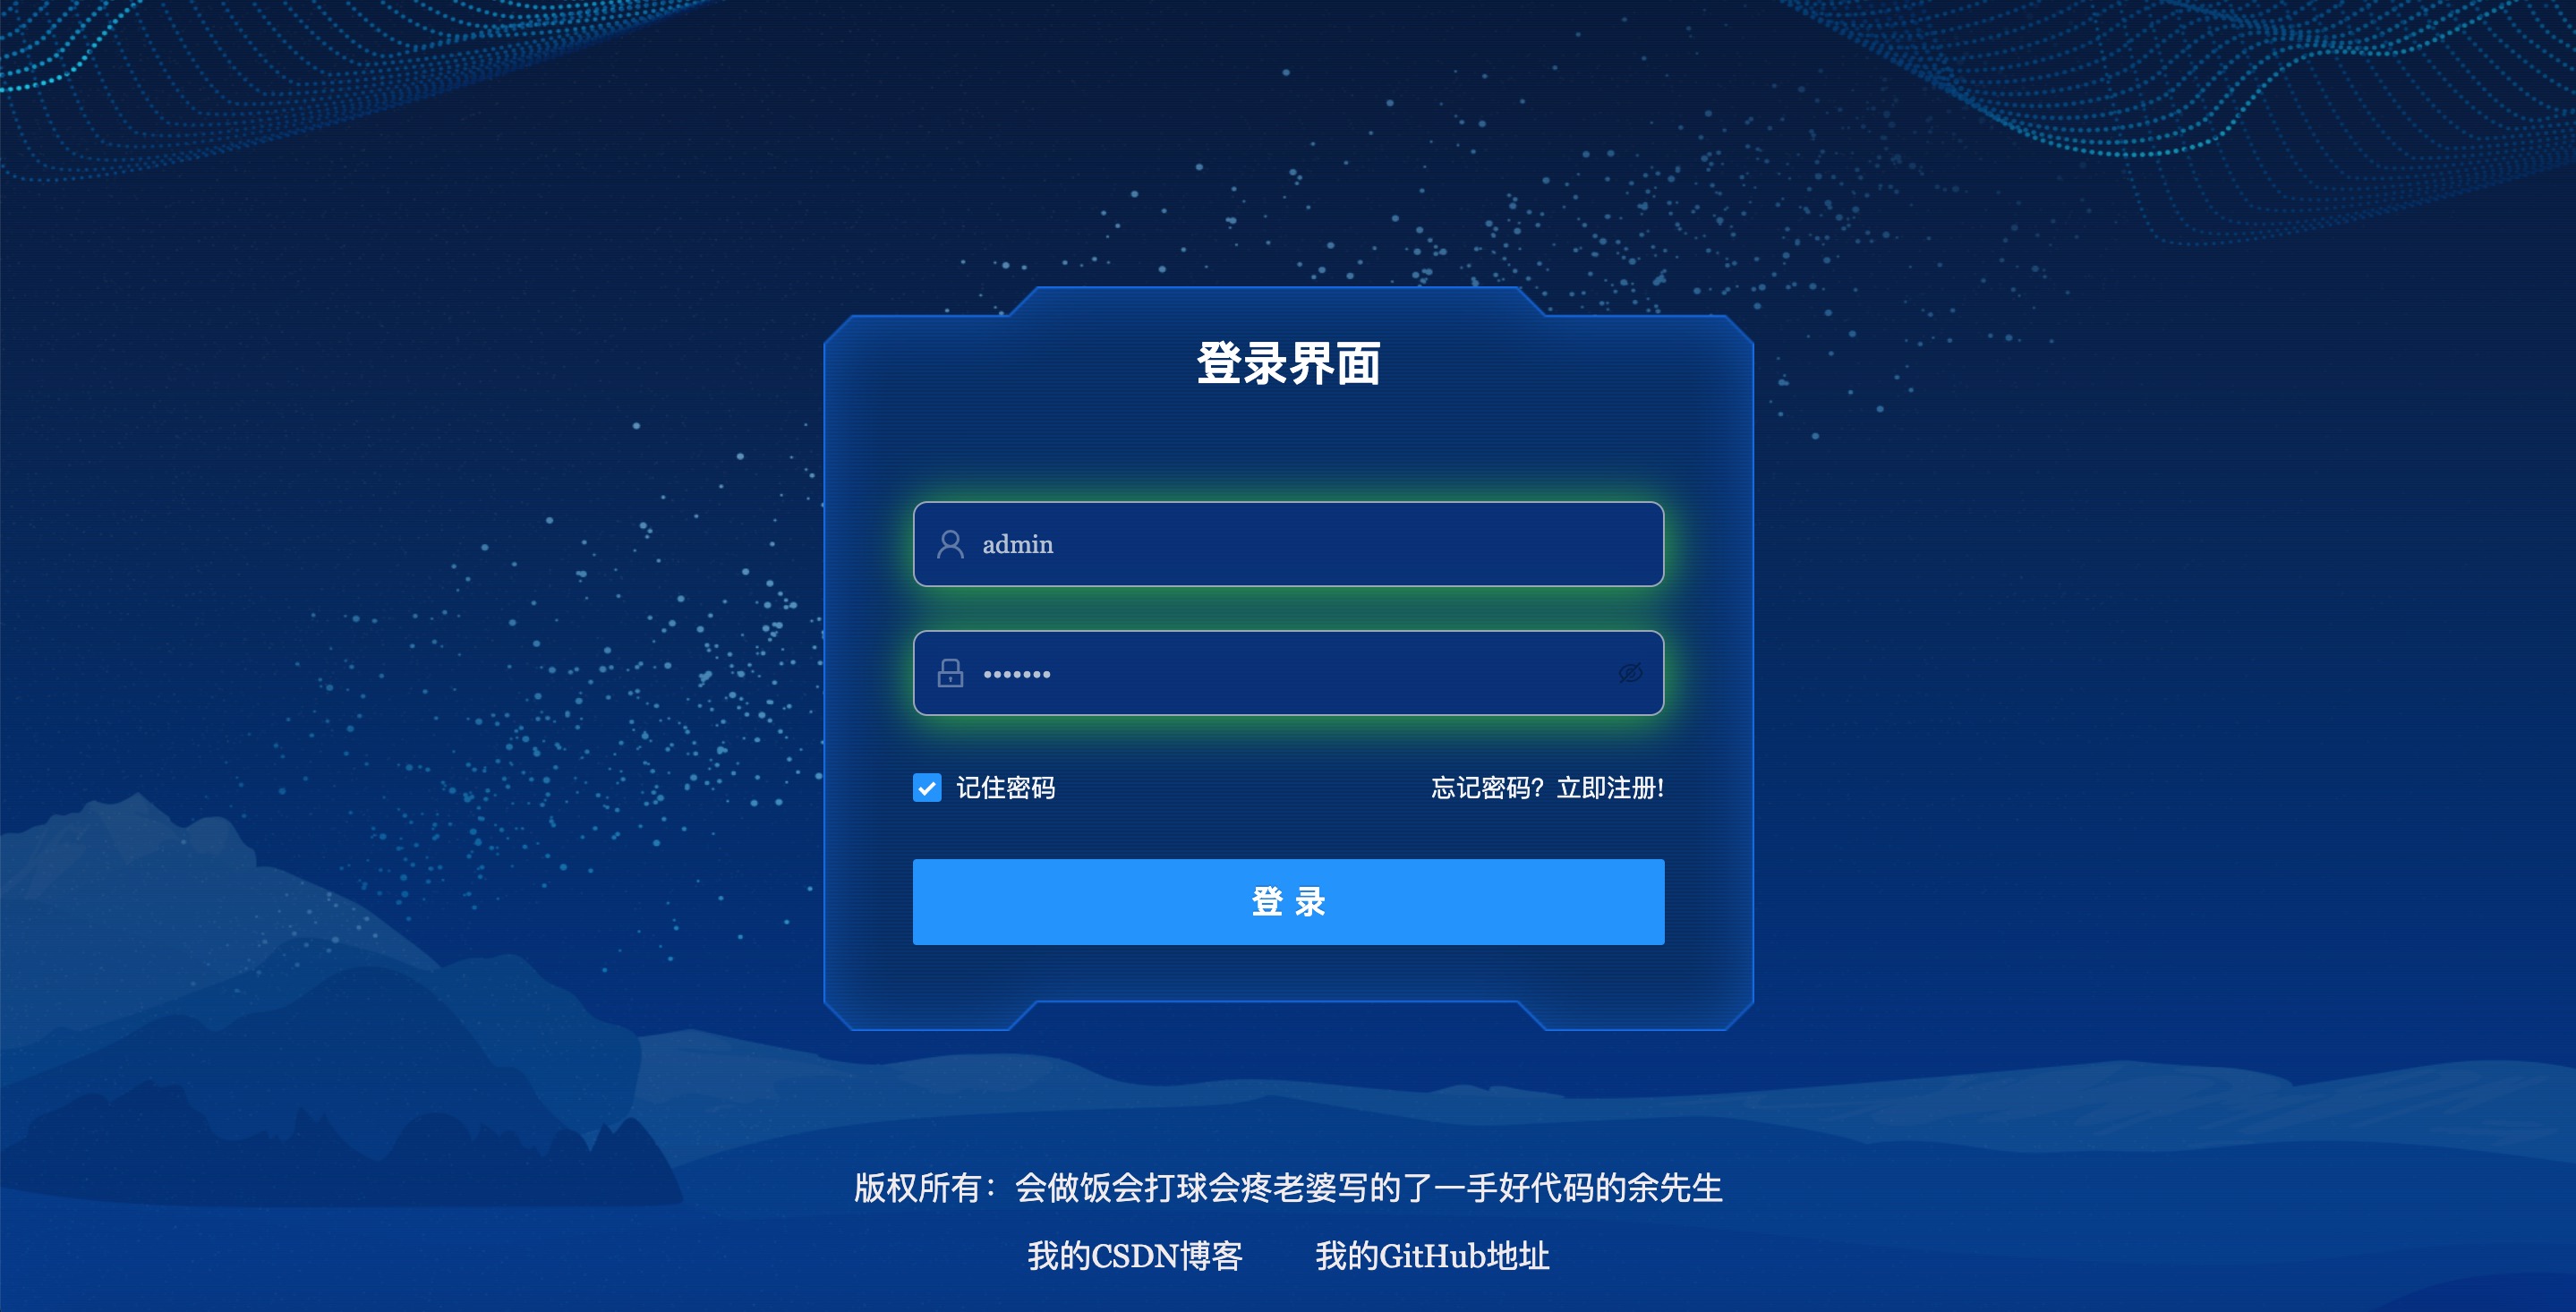 登录界面
admin
•••••••
记住密码 忘记密码？立即注册!
登 录
版权所有：会做饭会打球会疼老婆写的了一手好代码的余先生
我的CSDN博客 我的GitHub地址